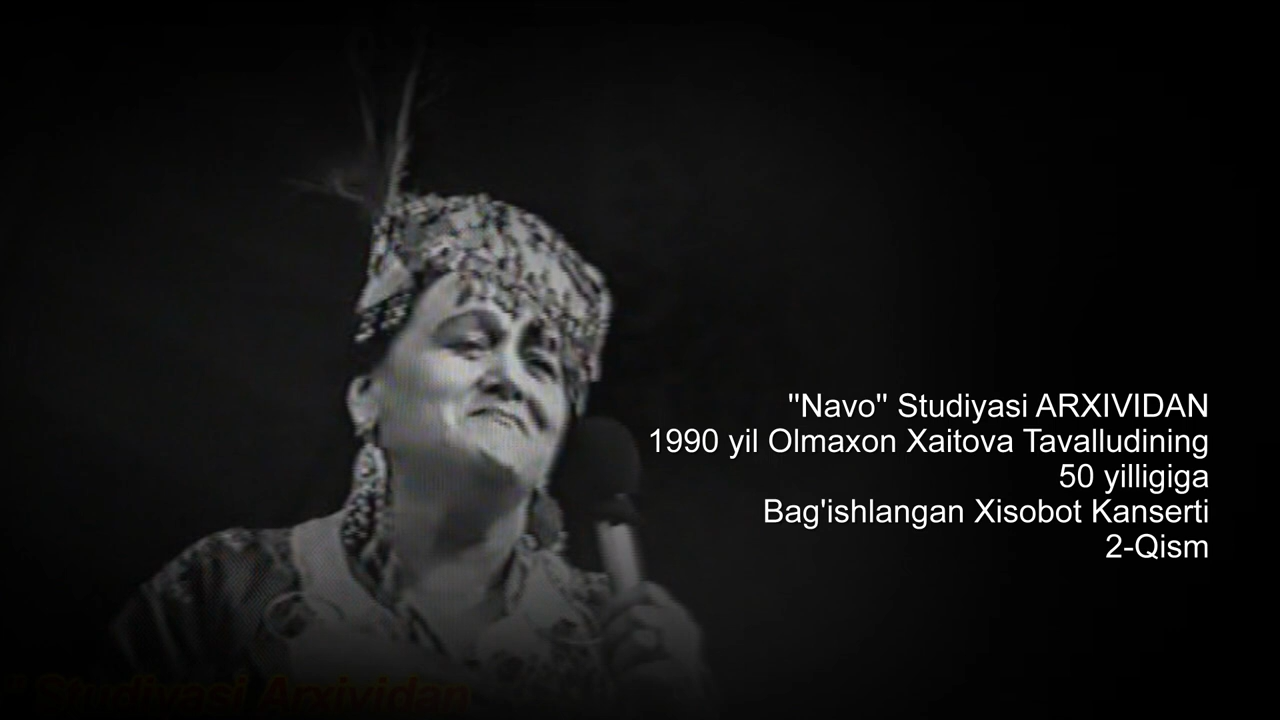 "Navo" Studiyasi ARXIVIDAN
1990 yil Olmaxon Xaitova Tavalludining
50 yilligiga
Bag'ishlangan Xisobot Kanserti
2-Qism
Studiyasi Arxividan